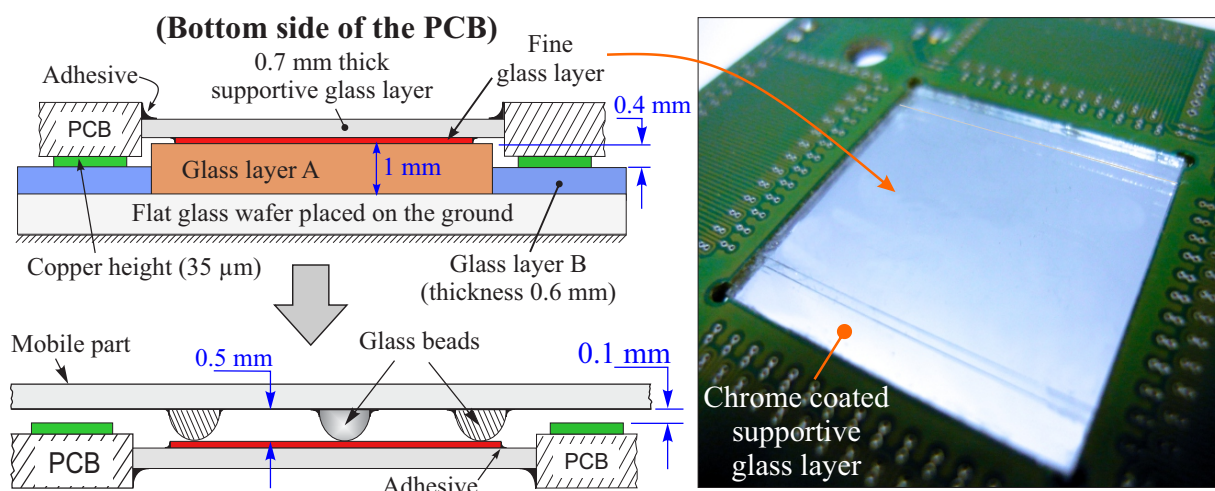 (Bottom side of the PCB)
Adhesive
0.7 mm thick
supportive glass layer
Fine
glass layer
0.4 mm
PCB
Glass layer A
1 mm
Flat glass wafer placed on the ground
Copper height (35 µm)
Glass layer B
(thickness 0.6 mm)
Mobile part
0.5 mm
Glass beads
0.1 mm
PCB
PCB
Adhesive
Chrome coated
supportive
glass layer